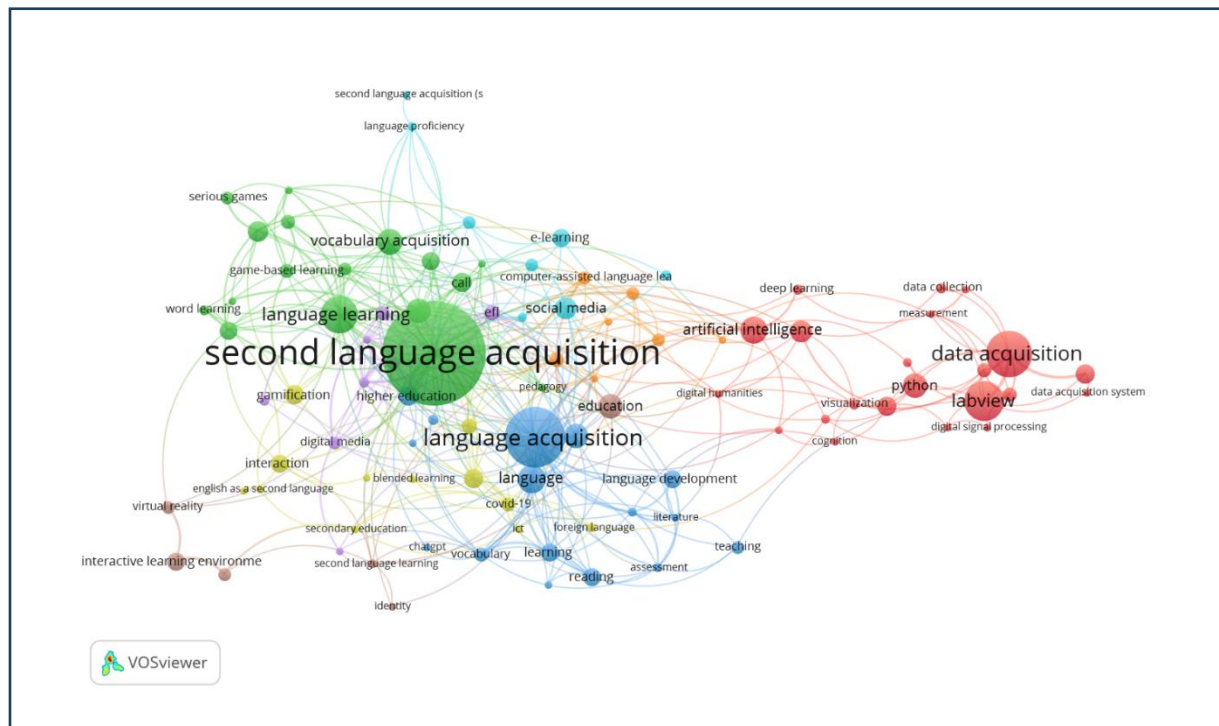 second language acquisition (s
language proficiency
serious games
vocabulary acquisition
e-learning
game-based learning
call
computer-assisted language lea
deep learning
data collection
word learning
language learning
efl
social media
measurement
artificial intelligence
second language acquisition
data acquisition
pedagogy
python
data acquisition system
gamification
higher education
education
digital humanities
visualization
labview
digital signal processing
digital media
language acquisition
cognition
interaction
blended learning
language
language development
english as a second language
virtual reality
covid-19
literature
secondary education
ict
foreign language
interactive learning environme
second language learning
chatgpt
vocabulary
learning
teaching
reading
assessment
identity
VOSviewer